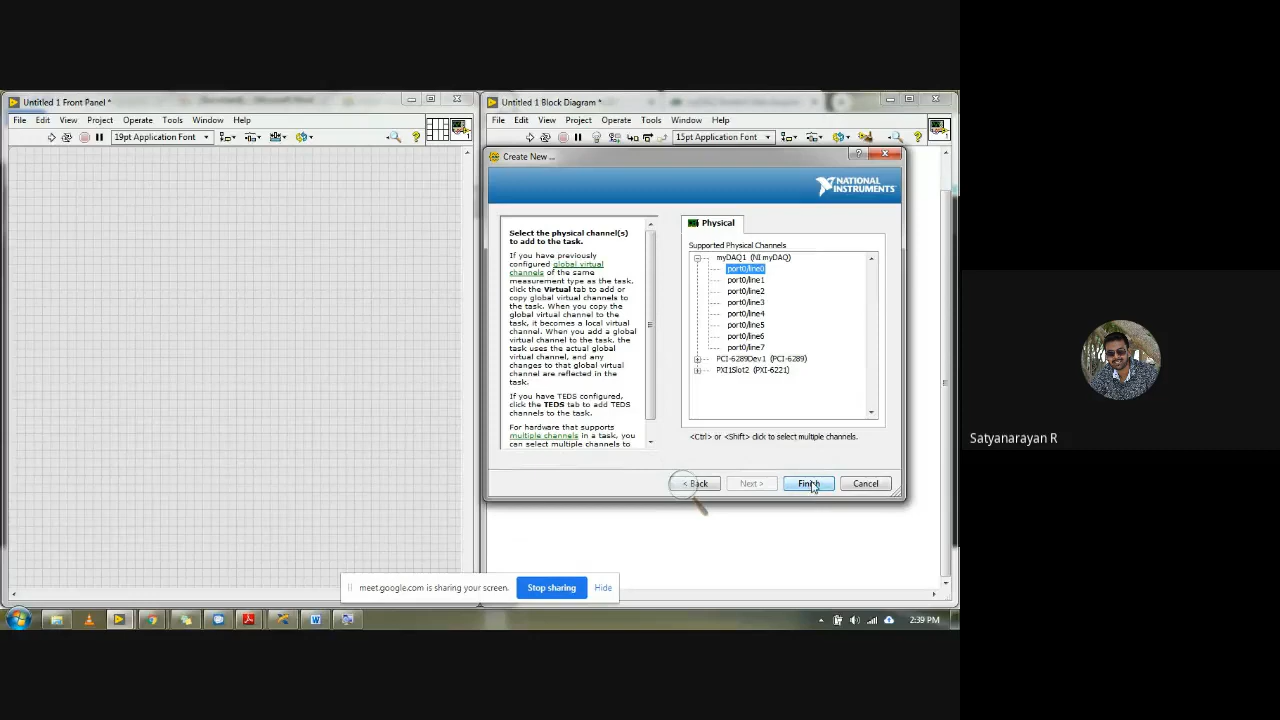 Untitled 1 Front Panel *
File Edit View Project Operate Tools Window Help
19pt Application Font
Untitled 1 Block Diagram *
File Edit View Project Operate Tools Window Help
15pt Application Font
Create New ...
NATIONAL
INSTRUMENTS
Select the physical channel(s)
to add to the task.
If you have previously
configured global virtual
channels of the same
measurement type as the task,
click the Virtual tab to add or
copy global virtual channels to
the task. When you copy the
global virtual channel to the
task, it becomes a local virtual
channel. When you add a global
virtual channel to the task, the
task uses the actual global
virtual channel, and any
changes to that global virtual
channel are reflected in the
task.
If you have TEDS configured,
click the TEDS tab to add TEDS
channels to the task.
For hardware that supports
multiple channels in a task, you
can select multiple channels to
Physical
Supported Physical Channels
myDAQ1 (NI myDAQ)
port0/line0
port0/line1
port0/line2
port0/line3
port0/line4
port0/line5
port0/line6
port0/line7
PCI-6289Dev1 (PCI-6289)
PXI1Slot2 (PXI-6221)
<Ctrl> or <Shift> click to select multiple channels.
< Back Next > Finish Cancel
meet.google.com is sharing your screen. Stop sharing Hide
2:39 PM
Satyanarayan R